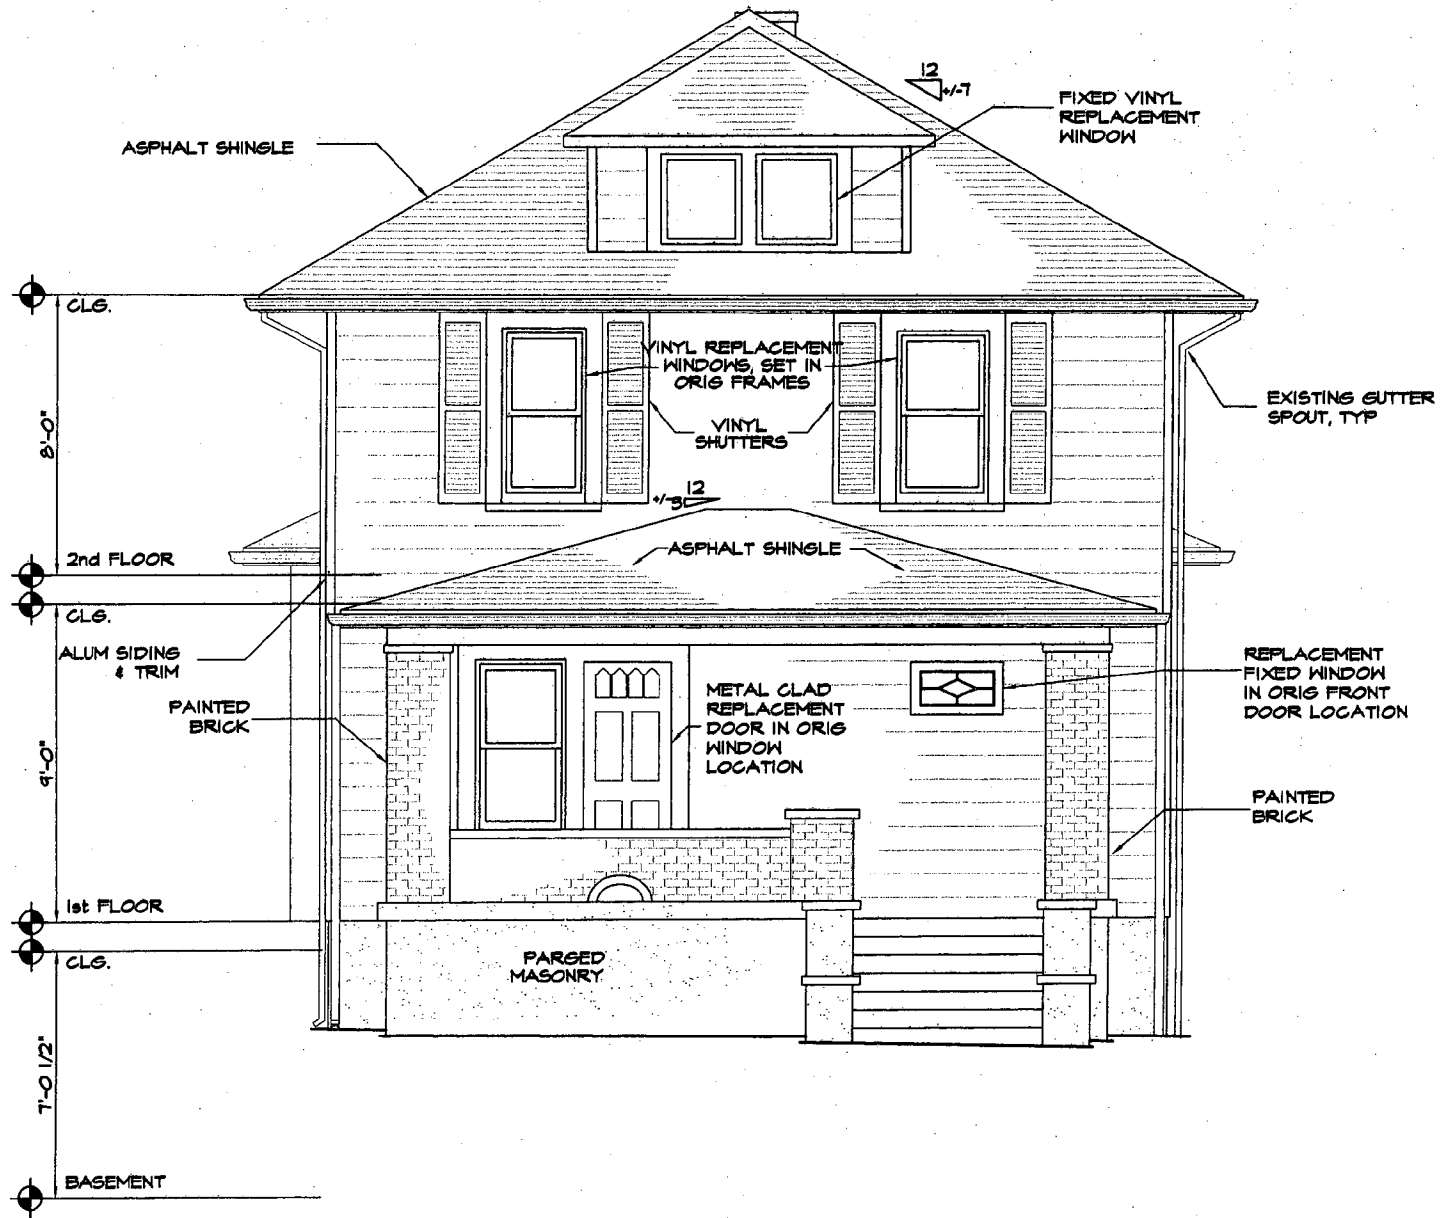 12
+/-7
FIXED VINYL
REPLACEMENT
WINDOW
ASPHALT SHINGLE
CLG.
VINYL REPLACEMENT
WINDOWS, SET IN
ORIG FRAMES
EXISTING GUTTER
SPOUT, TYP
VINYL
SHUTTERS
8'-0"
12
+/-3
ASPHALT SHINGLE
2nd FLOOR
CLG.
ALUM SIDING
& TRIM
REPLACEMENT
FIXED WINDOW
IN ORIG FRONT
DOOR LOCATION
METAL CLAD
REPLACEMENT
DOOR IN ORIG
WINDOW
LOCATION
PAINTED
BRICK
9'-0"
PAINTED
BRICK
1st FLOOR
CLG.
PARGED
MASONRY
7'-0 1/2"
BASEMENT